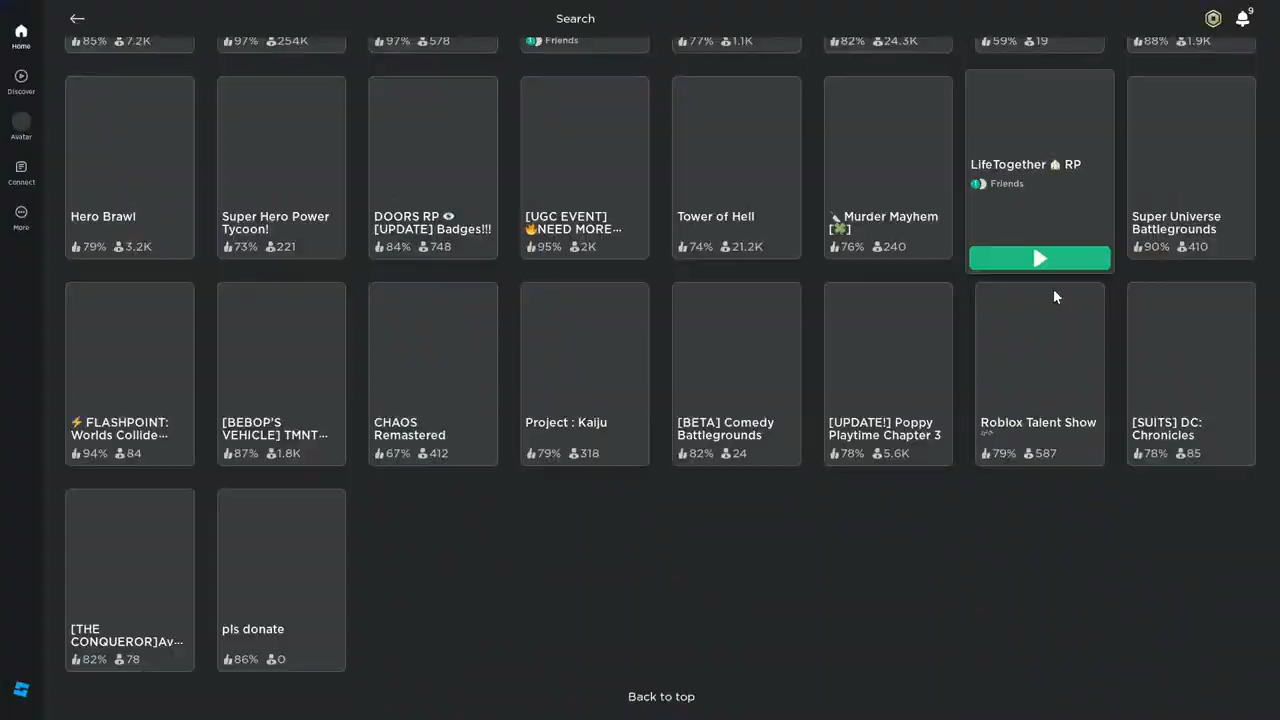 Search
9
Home
Discover
Avatar
Connect
More
85% 7.2K
97% 254K
97% 578
1 Friends
77% 1.1K
82% 24.3K
59% 19
88% 1.9K
Hero Brawl
79% 3.2K
Super Hero Power
Tycoon!
73% 221
DOORS RP 👁
[UPDATE] Badges!!!
84% 748
[UGC EVENT]
🔥NEED MORE...
95% 2K
Tower of Hell
74% 21.2K
🔪 Murder Mayhem
[🍀]
76% 240
LifeTogether 🏠 RP
1 Friends
Super Universe
Battlegrounds
90% 410
⚡ FLASHPOINT:
Worlds Collide...
94% 84
[BEBOP'S
VEHICLE] TMNT...
87% 1.8K
CHAOS
Remastered
67% 412
Project : Kaiju
79% 318
[BETA] Comedy
Battlegrounds
82% 24
[UPDATE!] Poppy
Playtime Chapter 3
78% 5.6K
Roblox Talent Show
79% 587
[SUITS] DC:
Chronicles
78% 85
[THE
CONQUEROR]Av...
82% 78
pls donate
86% 0
Back to top